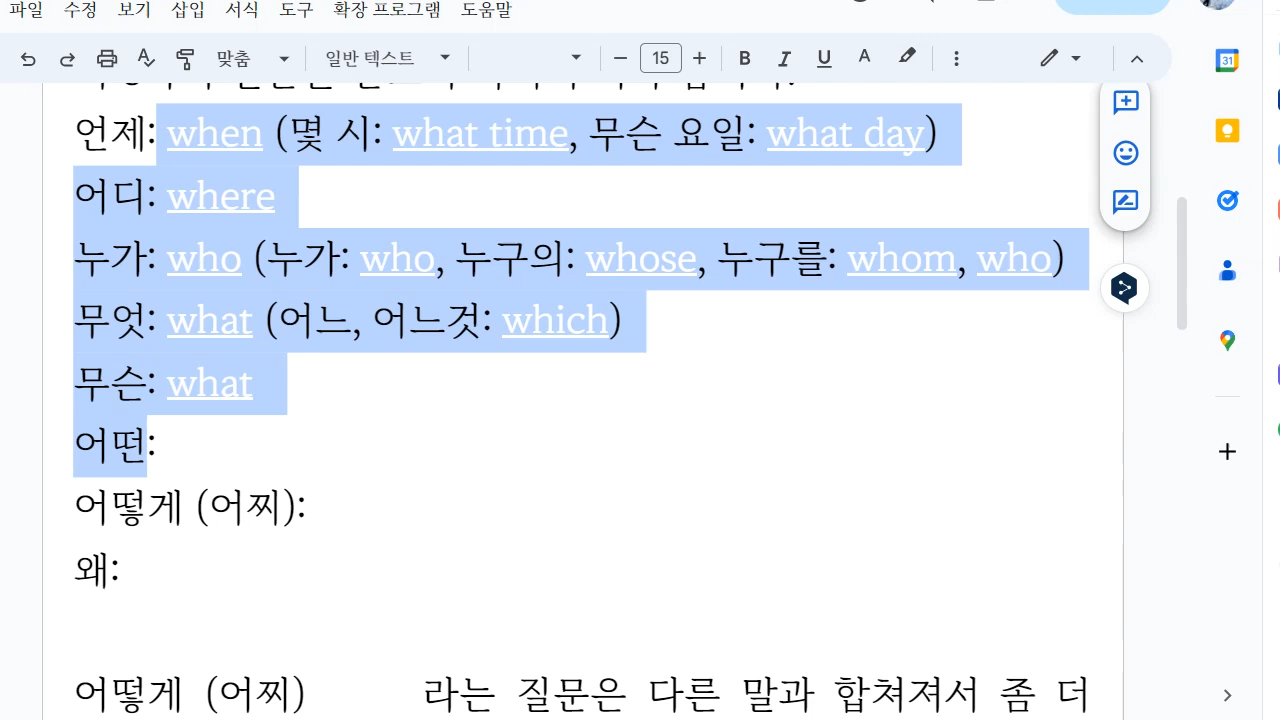 파일 수정 보기 삽입 서식 도구 확장 프로그램 도움말
맞춤 일반 텍스트 15 B I U A
31
언제: when (몇 시: what time, 무슨 요일: what day)
어디: where
누가: who (누가: who, 누구의: whose, 누구를: whom, who)
무엇: what (어느, 어느것: which)
무슨: what
어떤:
어떻게 (어찌):
왜:
어떻게 (어찌) 라는 질문은 다른 말과 합쳐져서 좀 더